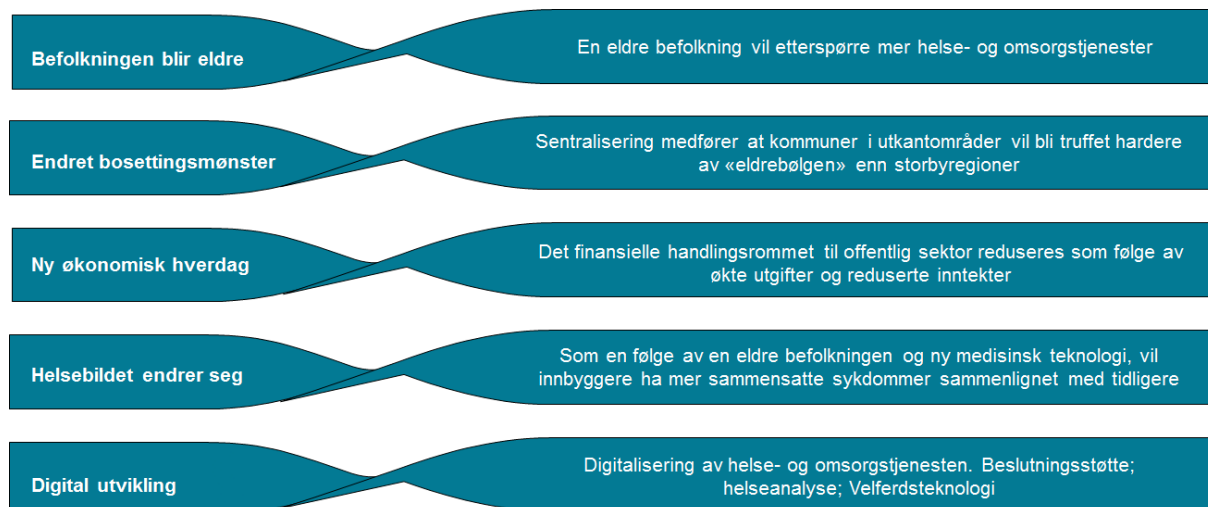 Befolkningen blir eldre
En eldre befolkning vil etterspørre mer helse- og omsorgstjenester
Endret bosettingsmønster
Sentralisering medfører at kommuner i utkantområder vil bli truffet hardere
av «eldrebølgen» enn storbyregioner
Ny økonomisk hverdag
Det finansielle handlingsrommet til offentlig sektor reduseres som følge av
økte utgifter og reduserte inntekter
Helsebildet endrer seg
Som en følge av en eldre befolkningen og ny medisinsk teknologi, vil
innbyggere ha mer sammensatte sykdommer sammenlignet med tidligere
Digital utvikling
Digitalisering av helse- og omsorgstjenesten. Beslutningsstøtte;
helseanalyse; Velferdsteknologi